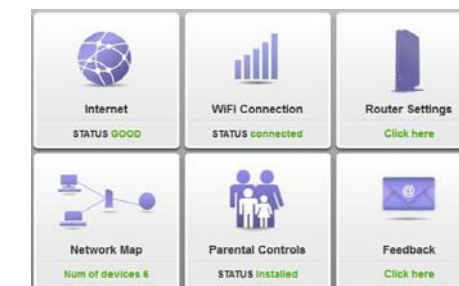 Internet
STATUS GOOD
WiFi Connection
STATUS connected
Router Settings
Click here
@
Network Map
Num of devices 6
Parental Controls
STATUS Installed
Feedback
Click here